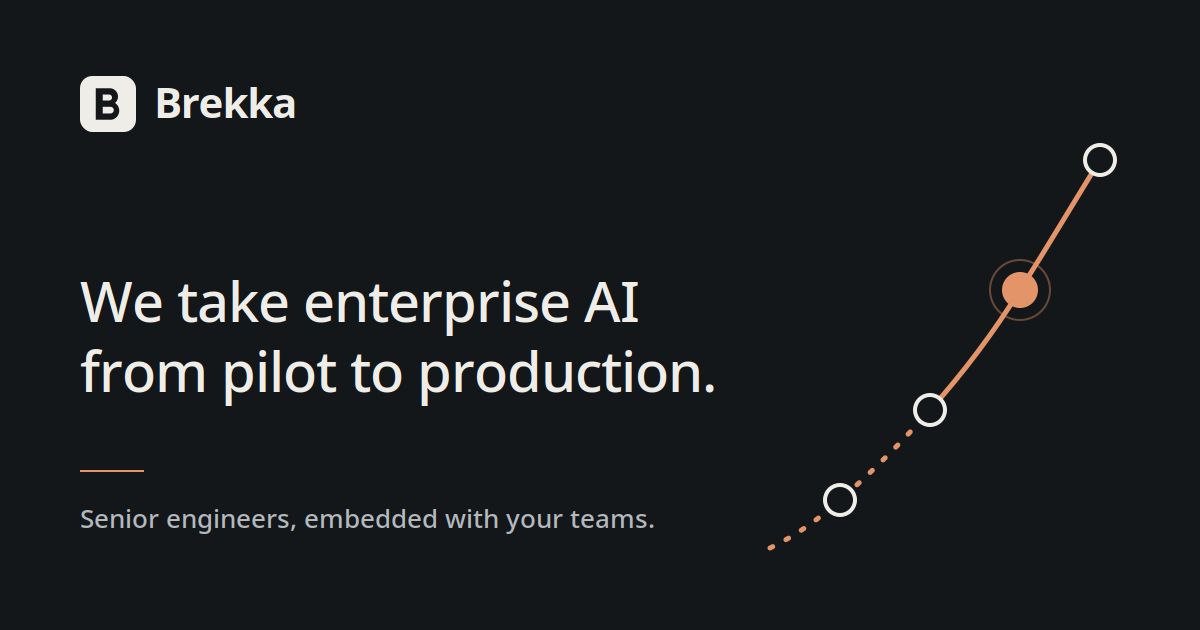 B Brekka
We take enterprise AI
from pilot to production.
Senior engineers, embedded with your teams.